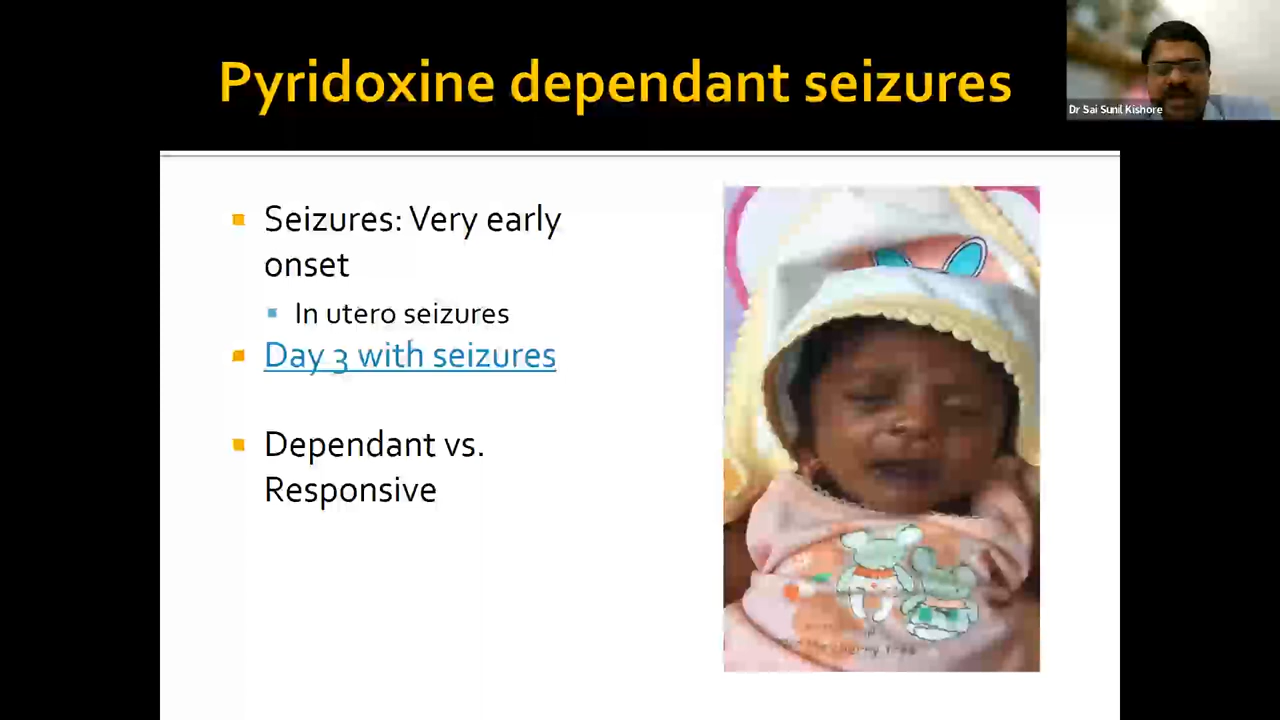 Pyridoxine dependant seizures
Dr Sai Sunil Kishore
Seizures: Very early
onset
In utero seizures
Day 3 with seizures
Dependant vs.
Responsive